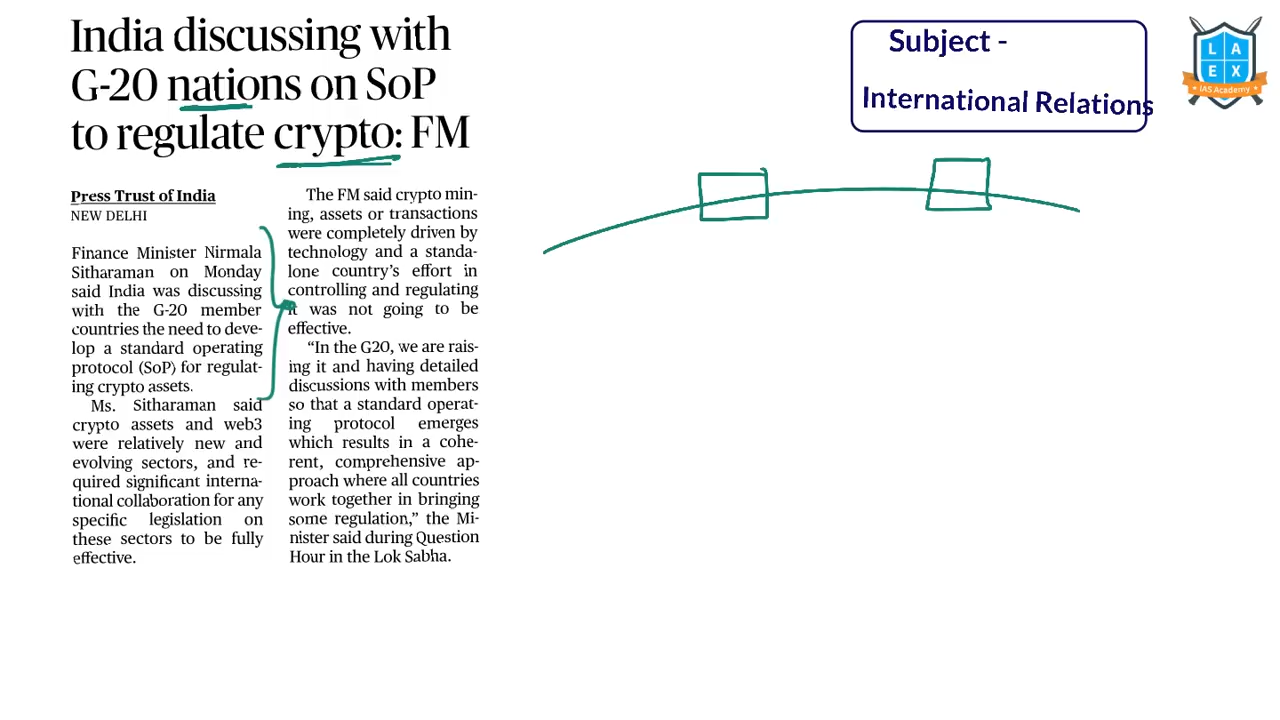 India discussing with
G-20 nations on SoP
to regulate crypto: FM
Press Trust of India
NEW DELHI
Finance Minister Nirmala
Sitharaman on Monday
said India was discussing
with the G-20 member
countries the need to deve-
lop a standard operating
protocol (SoP) for regulat-
ing crypto assets.
Ms. Sitharaman said
crypto assets and web3
were relatively new and
evolving sectors, and re-
quired significant interna-
tional collaboration for any
specific legislation on
these sectors to be fully
effective.
The FM said crypto min-
ing, assets or transactions
were completely driven by
technology and a standa-
lone country's effort in
controlling and regulating
it was not going to be
effective.
"In the G20, we are rais-
ing it and having detailed
discussions with members
so that a standard operat-
ing protocol emerges
which results in a cohe-
rent, comprehensive ap-
proach where all countries
work together in bringing
some regulation," the Mi-
nister said during Question
Hour in the Lok Sabha.
Subject -
International Relations
L A
E X
IAS Academy